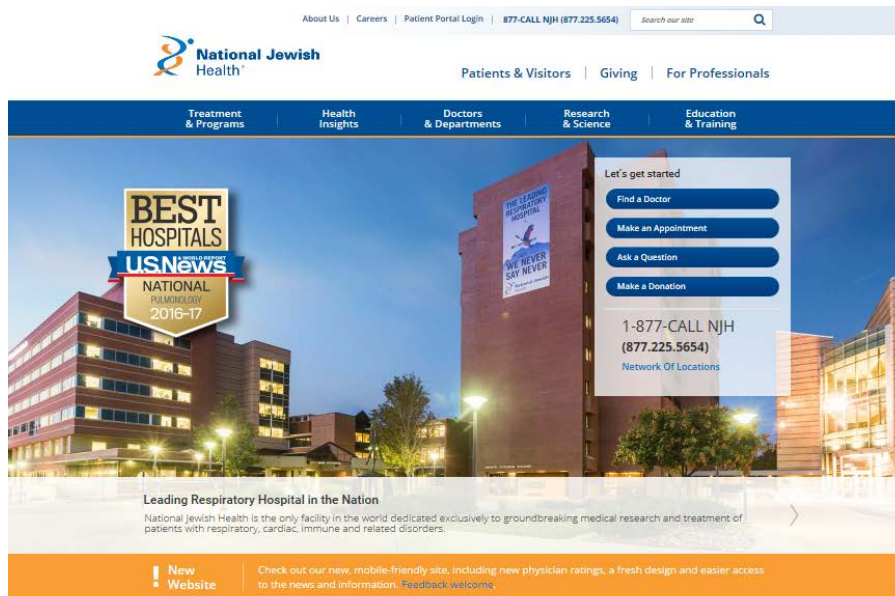 About Us | Careers | Patient Portal Login | 877-CALL NJH (877.225.5654)
Search our site
National Jewish
Health®
Patients & Visitors | Giving | For Professionals
Treatment
& Programs
Health
Insights
Doctors
& Departments
Research
& Science
Education
& Training
BEST
HOSPITALS
U.S.News
& WORLD REPORT
NATIONAL
PULMONOLOGY
2016-17
THE LEADING
RESPIRATORY
HOSPITAL
WE NEVER
SAY NEVER
National Jewish
Health
Let's get started
Find a Doctor
Make an Appointment
Ask a Question
Make a Donation
1-877-CALL NJH
(877.225.5654)
Network Of Locations
Leading Respiratory Hospital in the Nation
National Jewish Health is the only facility in the world dedicated exclusively to groundbreaking medical research and treatment of
patients with respiratory, cardiac, immune and related disorders.
! New
Website
Check out our new, mobile-friendly site, including new physician ratings, a fresh design and easier access
to the news and information. Feedback welcome.